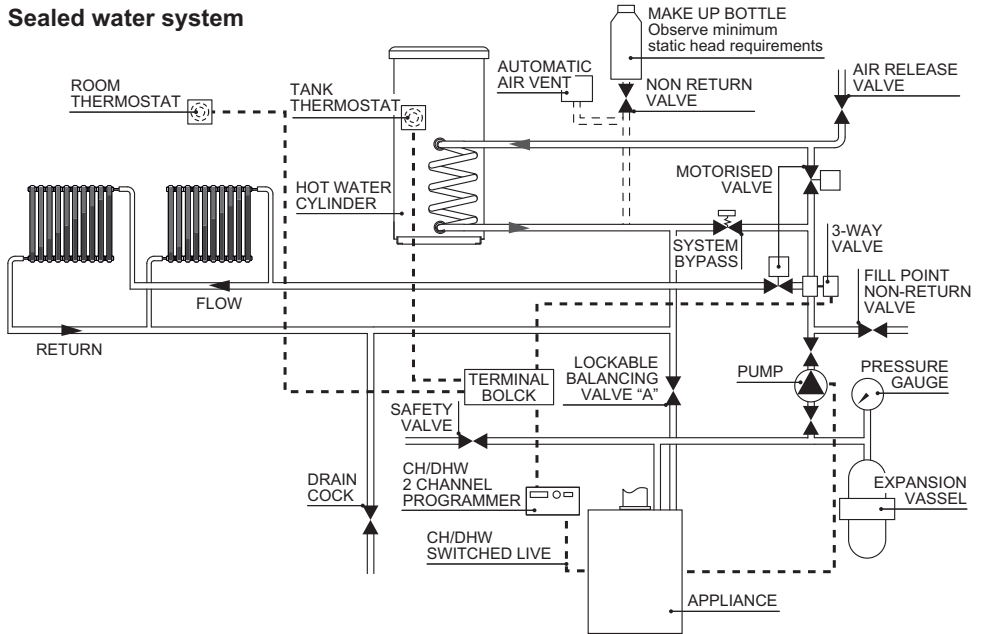 Sealed water system
MAKE UP BOTTLE
Observe minimum
static head requirements
AUTOMATIC
AIR VENT
NON RETURN
VALVE
AIR RELEASE
VALVE
ROOM
THERMOSTAT
TANK
THERMOSTAT
HOT WATER
CYLINDER
MOTORISED
VALVE
SYSTEM
BYPASS
3-WAY
VALVE
FLOW
FILL POINT
NON-RETURN
VALVE
RETURN
LOCKABLE
BALANCING
VALVE “A”
PUMP
PRESSURE
GAUGE
TERMINAL
BOLCK
SAFETY
VALVE
DRAIN
COCK
CH/DHW
2 CHANNEL
PROGRAMMER
EXPANSION
VASSEL
CH/DHW
SWITCHED LIVE
APPLIANCE